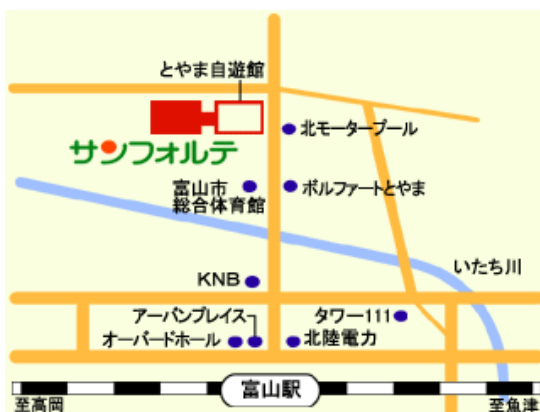 とやま自遊館
北モータープール
サンフォルテ
富山市
総合体育館
ボルファートとやま
いたち川
KNB
アーバンプレイス
タワー111
オーバードホール
北陸電力
富山駅
至高岡
至魚津